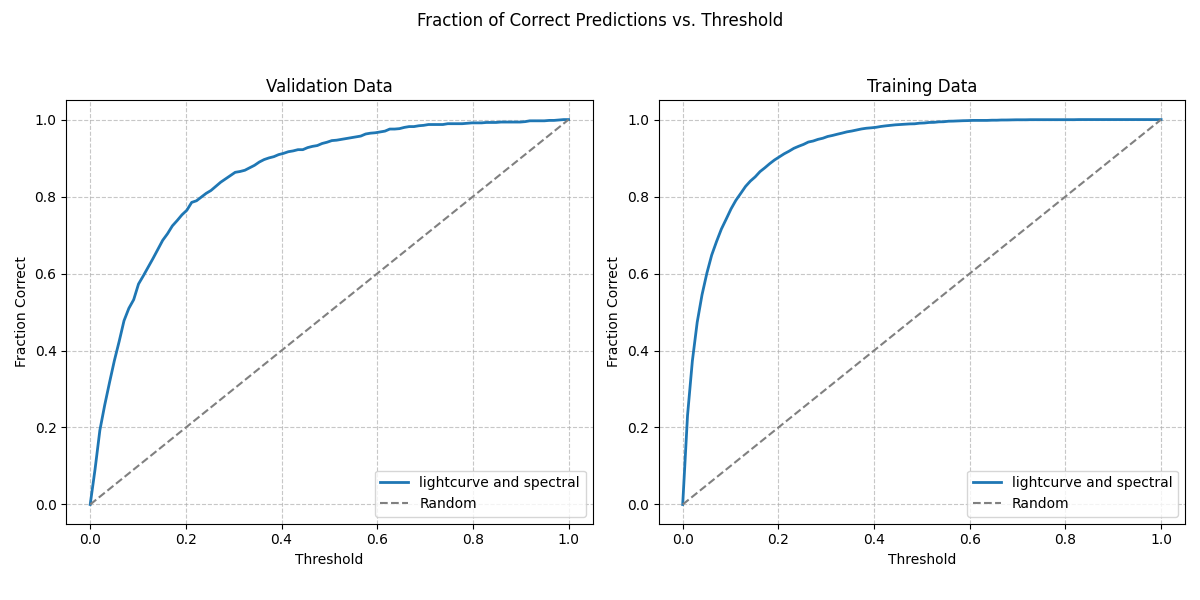 Fraction of Correct Predictions vs. Threshold
Validation Data
Fraction Correct
1.0
0.8
0.6
0.4
0.2
0.0
0.0 0.2 0.4 0.6 0.8 1.0
Threshold
lightcurve and spectral
Random
Training Data
Fraction Correct
1.0
0.8
0.6
0.4
0.2
0.0
0.0 0.2 0.4 0.6 0.8 1.0
Threshold
lightcurve and spectral
Random